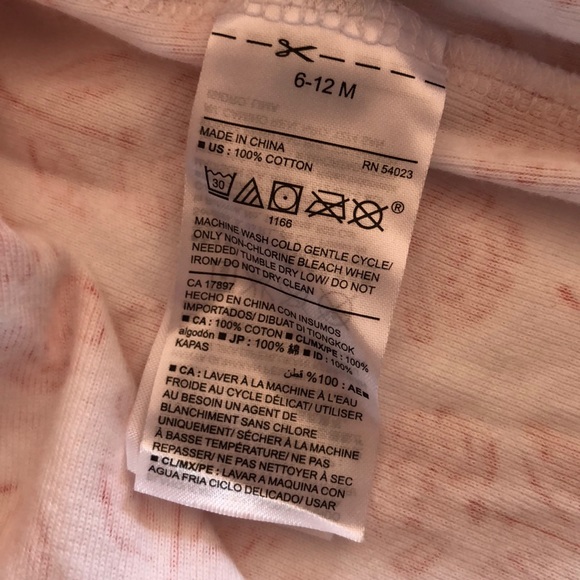 6-12 M
MADE IN CHINA
■ US : 100% COTTON RN 54023
30
®
1166
MACHINE WASH COLD GENTLE CYCLE/
ONLY NON-CHLORINE BLEACH WHEN
NEEDED/ TUMBLE DRY LOW/ DO NOT
IRON/ DO NOT DRY CLEAN
CA 17897
HECHO EN CHINA CON INSUMOS
IMPORTADOS/ DIBUAT DI TIONGKOK
■ CA : 100% COTON ■ CL/MX/PE : 100%
algodón ■ JP : 100% 綿 ■ ID : 100%
KAPAS
■AE : 100% قطن
■ CA : LAVER À LA MACHINE À L'EAU
FROIDE AU CYCLE DÉLICAT/ UTILISER
AU BESOIN UN AGENT DE
BLANCHIMENT SANS CHLORE
UNIQUEMENT/ SÉCHER À LA MACHINE
À BASSE TEMPÉRATURE/ NE PAS
REPASSER/ NE PAS NETTOYER À SEC
■ CL/MX/PE : LAVAR A MAQUINA CON
AGUA FRIA CICLO DELICADO/ USAR